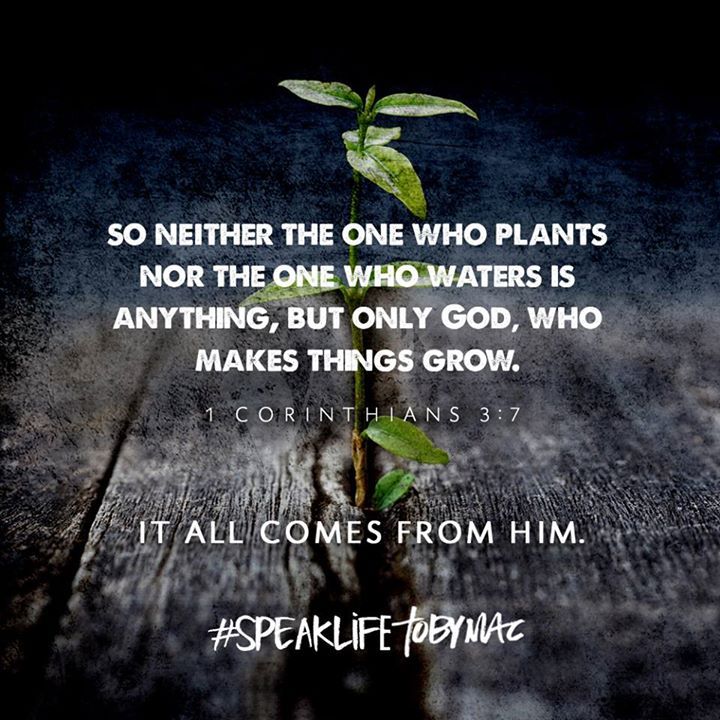 SO NEITHER THE ONE WHO PLANTS
NOR THE ONE WHO WATERS IS
ANYTHING, BUT ONLY GOD, WHO
MAKES THINGS GROW.
1 CORINTHIANS 3:7
IT ALL COMES FROM HIM.
#SPEAKLiFE TOBYMAC